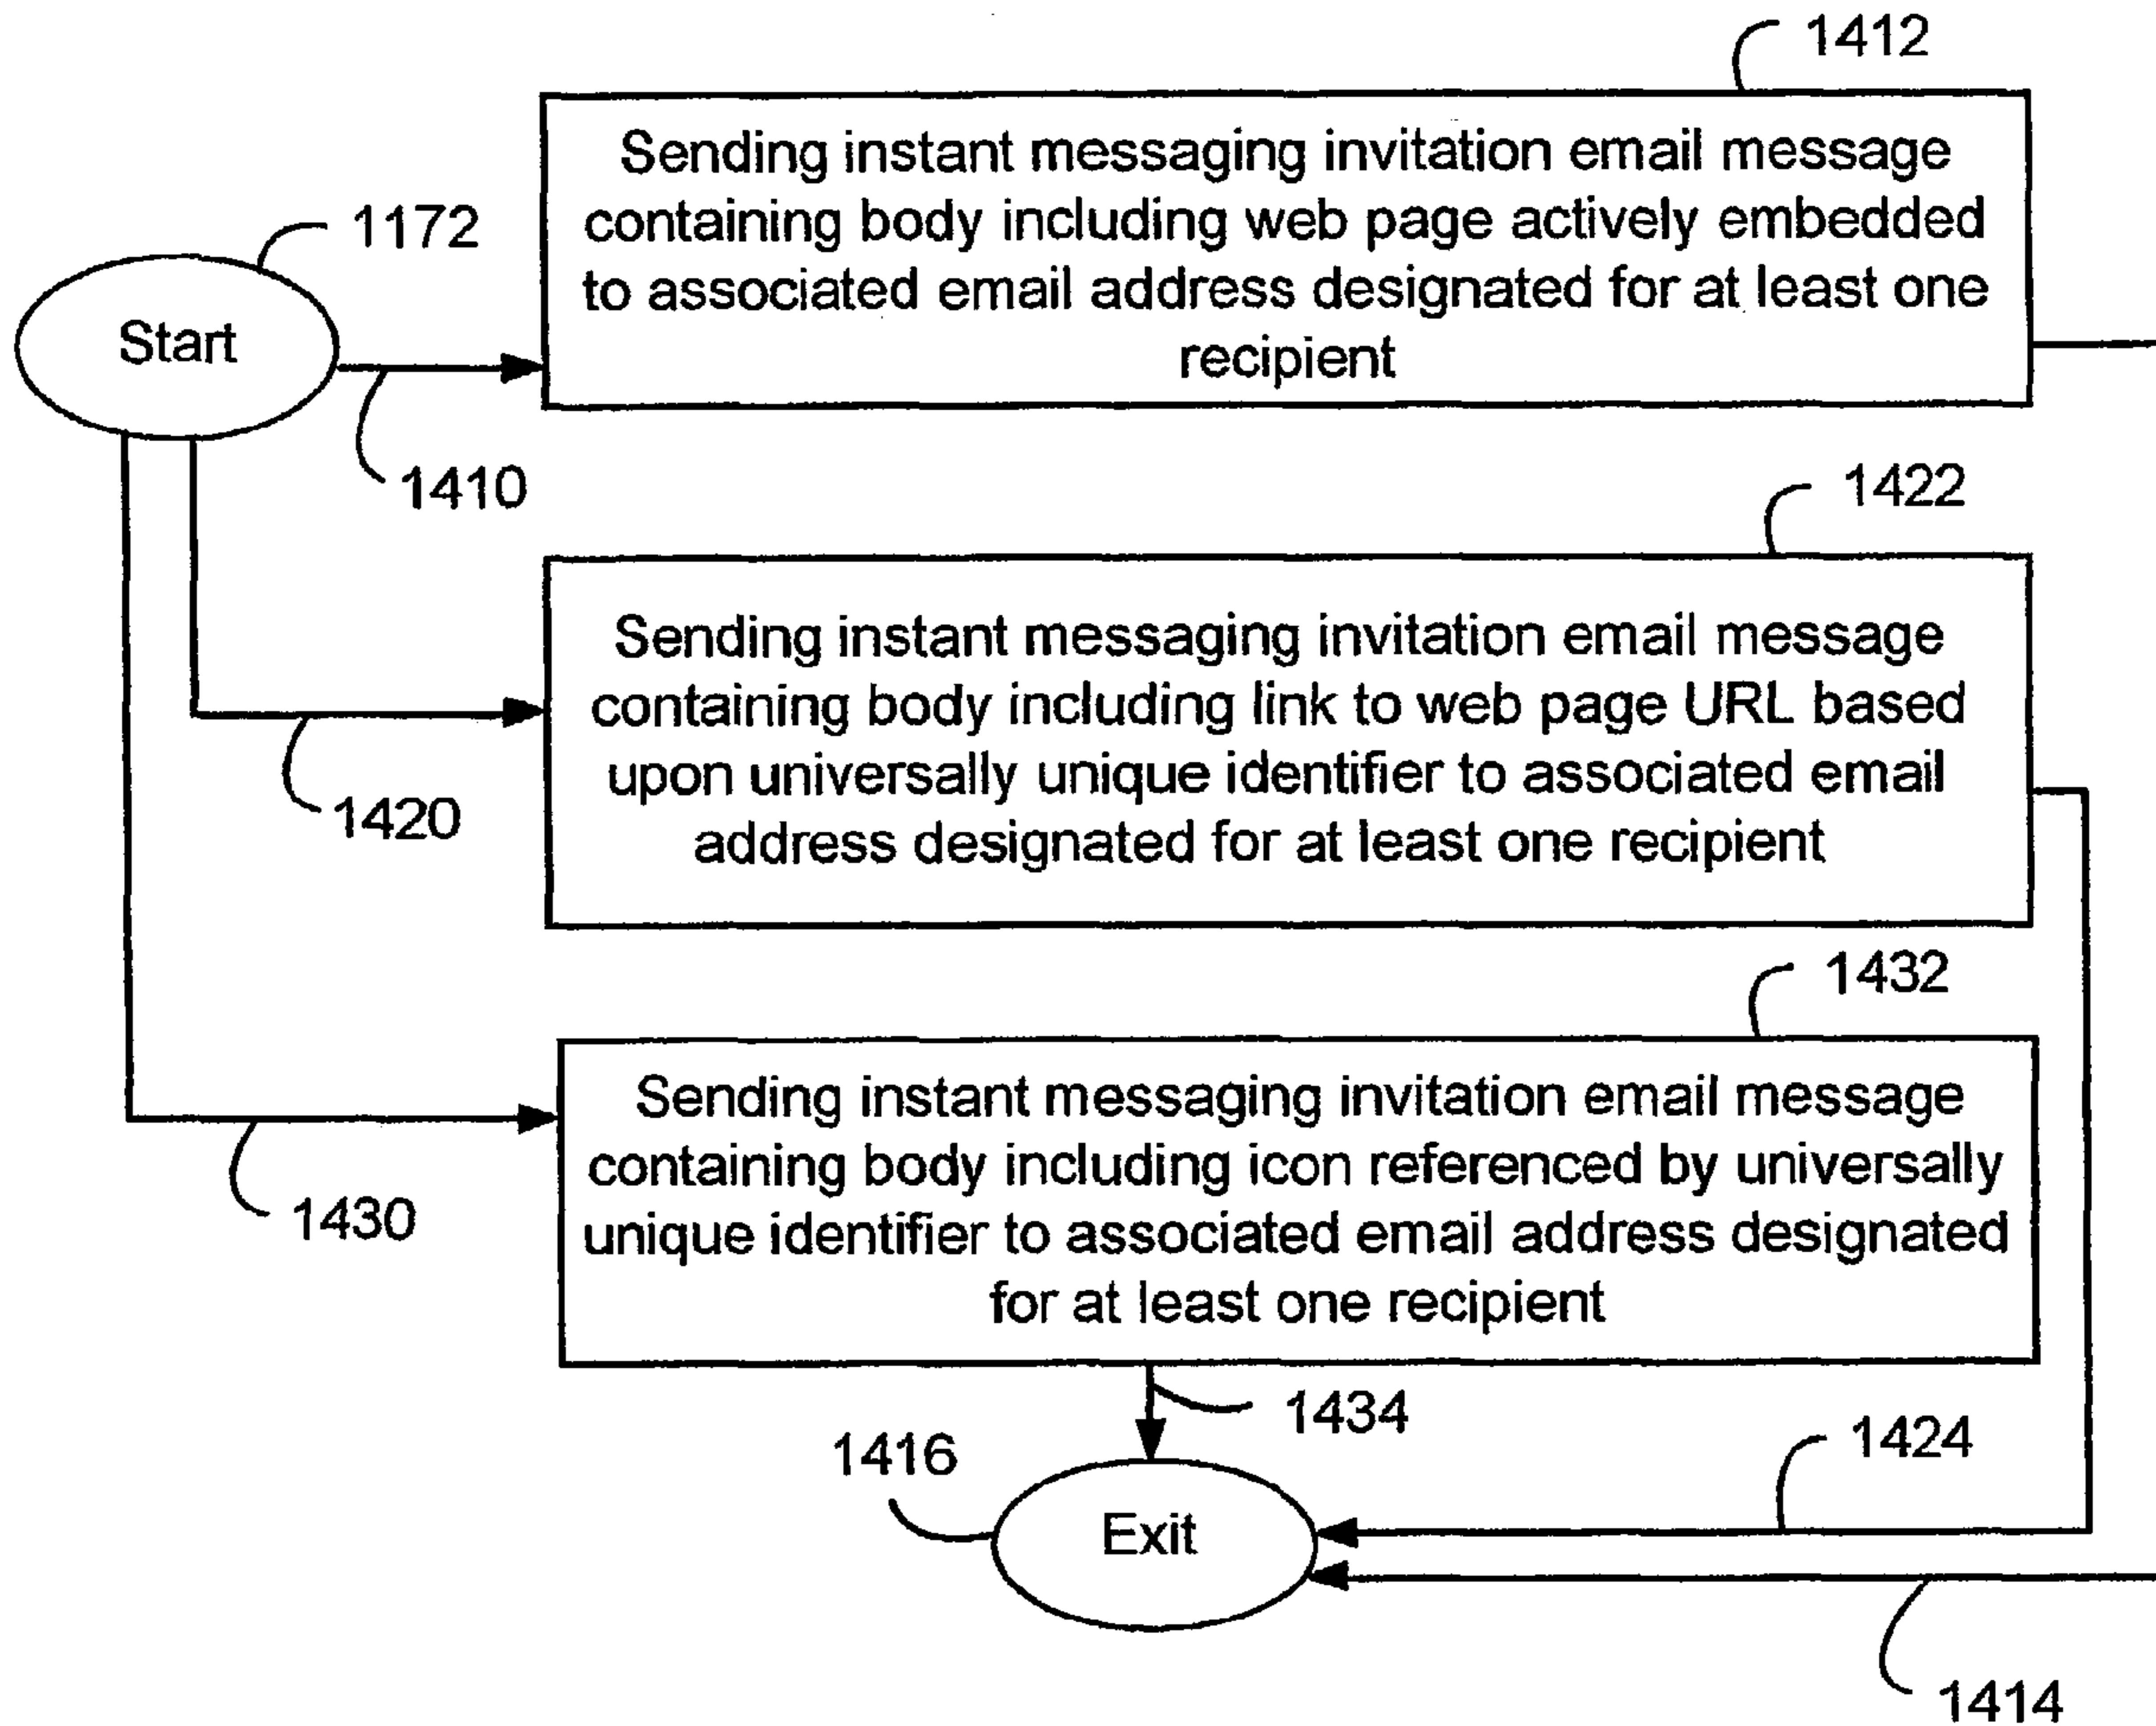 1412
Sending instant messaging invitation email message
containing body including web page actively embedded
to associated email address designated for at least one
recipient
1172
Start
1410
1422
Sending instant messaging invitation email message
containing body including link to web page URL based
upon universally unique identifier to associated email
address designated for at least one recipient
1420
1432
Sending instant messaging invitation email message
containing body including icon referenced by universally
unique identifier to associated email address designated
for at least one recipient
1430
1434
1416
1424
Exit
1414